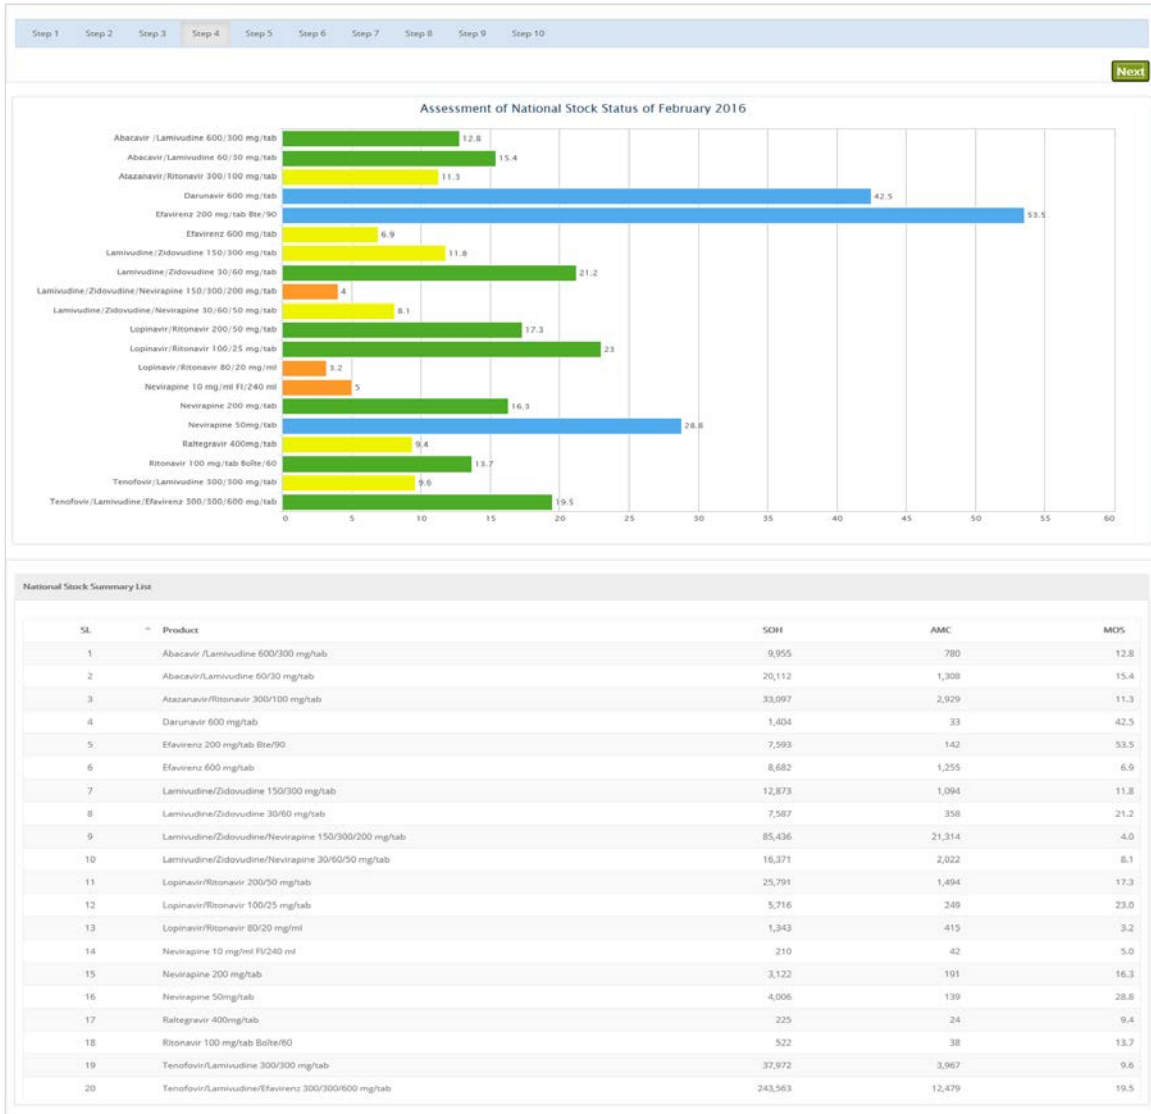 Step 1 Step 2 Step 3 Step 4 Step 5 Step 6 Step 7 Step 8 Step 9 Step 10
Next
Assessment of National Stock Status of February 2016
Abacavir /Lamivudine 600/300 mg/tab 12.8
Abacavir/Lamivudine 60/30 mg/tab 15.4
Atazanavir/Ritonavir 300/100 mg/tab 11.3
Darunavir 600 mg/tab 42.5
Efavirenz 200 mg/tab Bte/90 53.5
Efavirenz 600 mg/tab 6.9
Lamivudine/Zidovudine 150/300 mg/tab 11.8
Lamivudine/Zidovudine 30/60 mg/tab 21.2
Lamivudine/Zidovudine/Nevirapine 150/300/200 mg/tab 4
Lamivudine/Zidovudine/Nevirapine 30/60/50 mg/tab 8.1
Lopinavir/Ritonavir 200/50 mg/tab 17.3
Lopinavir/Ritonavir 100/25 mg/tab 23
Lopinavir/Ritonavir 80/20 mg/ml 3.2
Nevirapine 10 mg/ml Fl/240 ml 5
Nevirapine 200 mg/tab 16.3
Nevirapine 50mg/tab 28.8
Raltegravir 400mg/tab 9.4
Ritonavir 100 mg/tab Boîte/60 13.7
Tenofovir/Lamivudine 300/300 mg/tab 9.6
Tenofovir/Lamivudine/Efavirenz 300/300/600 mg/tab 19.5
0 5 10 15 20 25 30 35 40 45 50 55 60
National Stock Summary List
SL Product SOH AMC MOS
1 Abacavir /Lamivudine 600/300 mg/tab 9,955 780 12.8
2 Abacavir/Lamivudine 60/30 mg/tab 20,112 1,308 15.4
3 Atazanavir/Ritonavir 300/100 mg/tab 33,097 2,929 11.3
4 Darunavir 600 mg/tab 1,404 33 42.5
5 Efavirenz 200 mg/tab Bte/90 7,593 142 53.5
6 Efavirenz 600 mg/tab 8,682 1,255 6.9
7 Lamivudine/Zidovudine 150/300 mg/tab 12,873 1,094 11.8
8 Lamivudine/Zidovudine 30/60 mg/tab 7,587 358 21.2
9 Lamivudine/Zidovudine/Nevirapine 150/300/200 mg/tab 85,436 21,314 4.0
10 Lamivudine/Zidovudine/Nevirapine 30/60/50 mg/tab 16,371 2,022 8.1
11 Lopinavir/Ritonavir 200/50 mg/tab 25,791 1,494 17.3
12 Lopinavir/Ritonavir 100/25 mg/tab 5,716 249 23.0
13 Lopinavir/Ritonavir 80/20 mg/ml 1,343 415 3.2
14 Nevirapine 10 mg/ml Fl/240 ml 210 42 5.0
15 Nevirapine 200 mg/tab 3,122 191 16.3
16 Nevirapine 50mg/tab 4,006 139 28.8
17 Raltegravir 400mg/tab 225 24 9.4
18 Ritonavir 100 mg/tab Boîte/60 522 38 13.7
19 Tenofovir/Lamivudine 300/300 mg/tab 37,972 3,967 9.6
20 Tenofovir/Lamivudine/Efavirenz 300/300/600 mg/tab 243,563 12,479 19.5